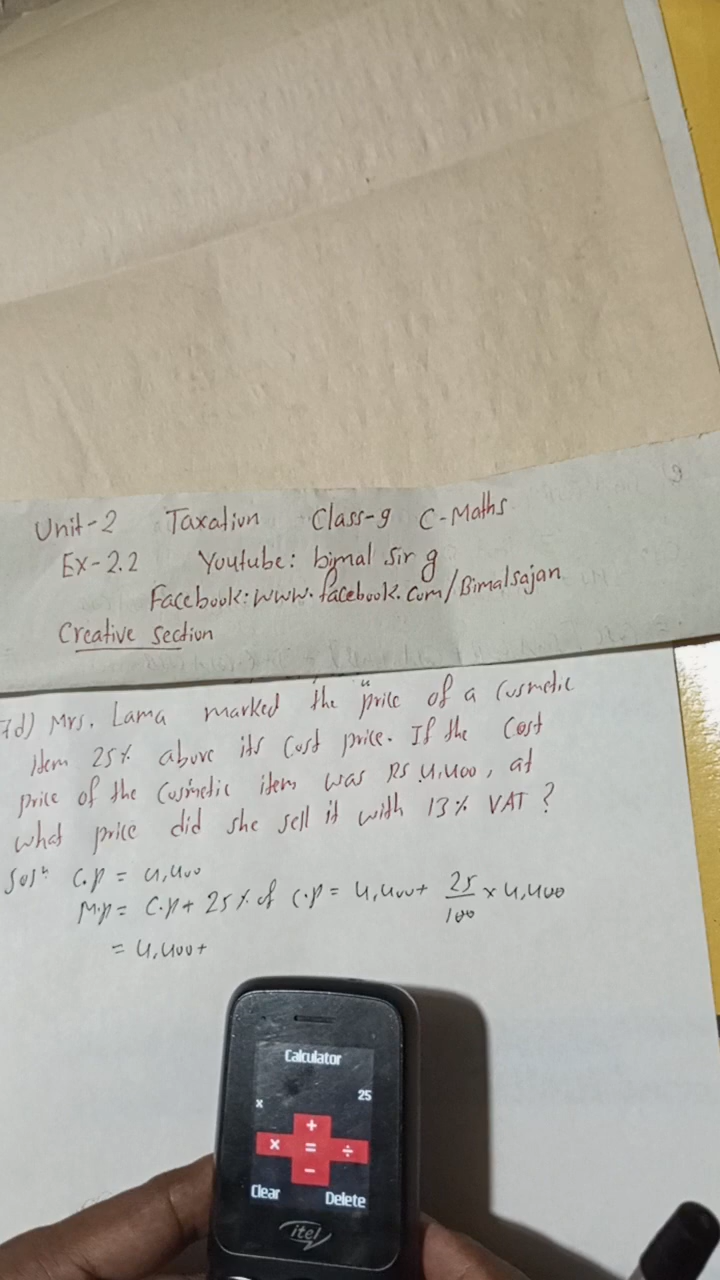 Unit-2 Taxation Class-9 C-Maths
Ex-2.2 Youtube: bimal sir g
Facebook: www.facebook.com/Bimalsajan
Creative section
7d) Mrs. Lama marked the price of a cosmetic
item 25% above its cost price. If the cost
price of the cosmetic item was Rs 4,400, at
what price did she sell it with 13% VAT?
Solⁿ C.P = 4,400
M.P = C.P + 25% of C.P = 4,400 + 25/100 × 4,400
= 4,400 +
Calculator
25
x
+
× = ÷
−
Clear Delete
itel